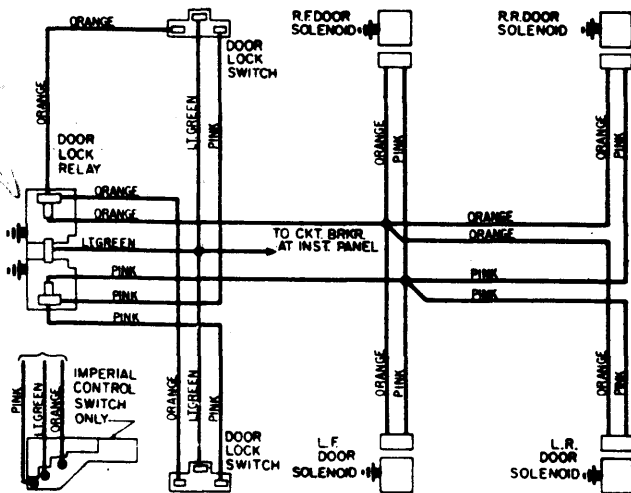 ORANGE
DOOR
LOCK
SWITCH
R.F. DOOR
SOLENOID
R.R. DOOR
SOLENOID
ORANGE
LT.GREEN
PINK
ORANGE
PINK
ORANGE
PINK
DOOR
LOCK
RELAY
ORANGE
ORANGE
ORANGE
ORANGE
LT.GREEN
TO CKT. BRKR.
AT INST. PANEL
PINK
PINK
PINK
PINK
PINK
IMPERIAL
CONTROL
SWITCH
ONLY
PINK
LT.GREEN
ORANGE
ORANGE
LT.GREEN
PINK
ORANGE
PINK
ORANGE
PINK
DOOR
LOCK
SWITCH
L.F.
DOOR
SOLENOID
L.R.
DOOR
SOLENOID